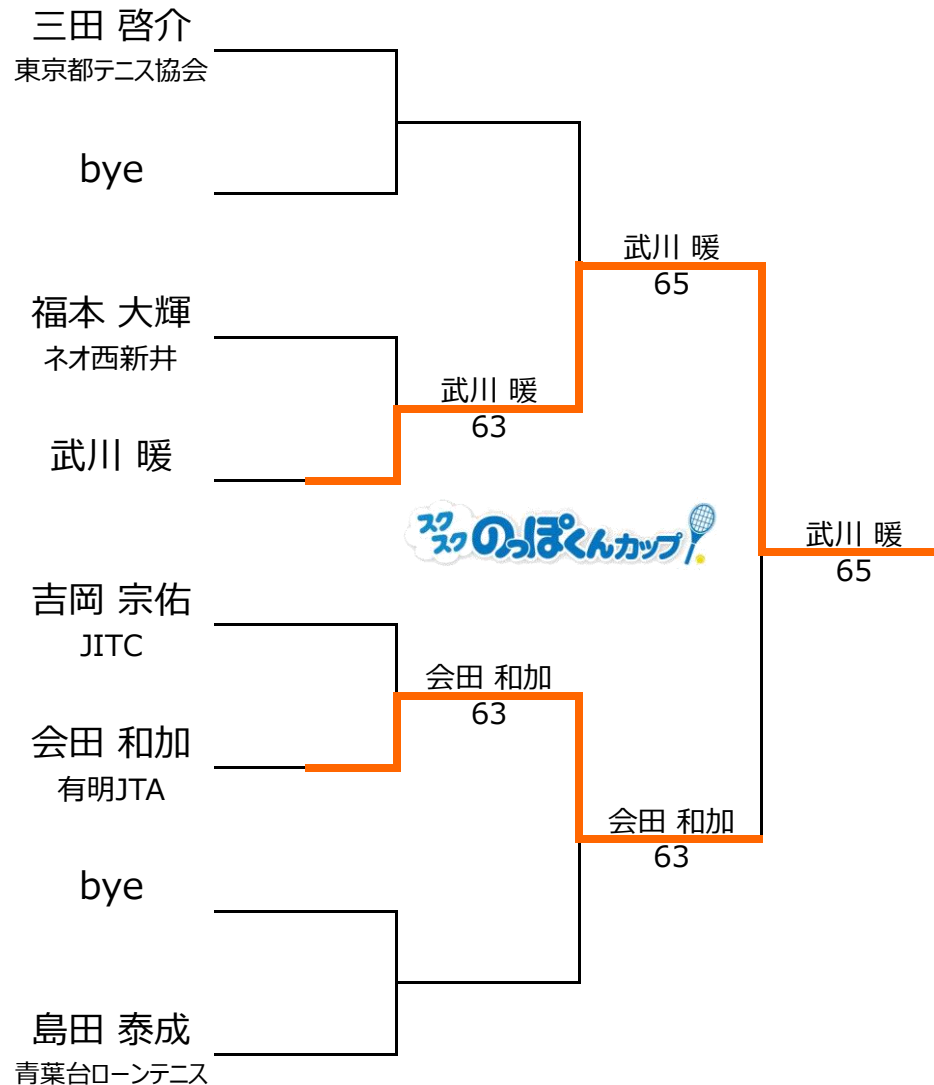 三田 啓介
東京都テニス協会
bye
武川 暖
65
福本 大輝
ネオ西新井
武川 暖
63
武川 暖
スクスク のっぽくんカップ
武川 暖
65
吉岡 宗佑
JITC
会田 和加
63
会田 和加
有明JTA
会田 和加
63
bye
島田 泰成
青葉台ローンテニス